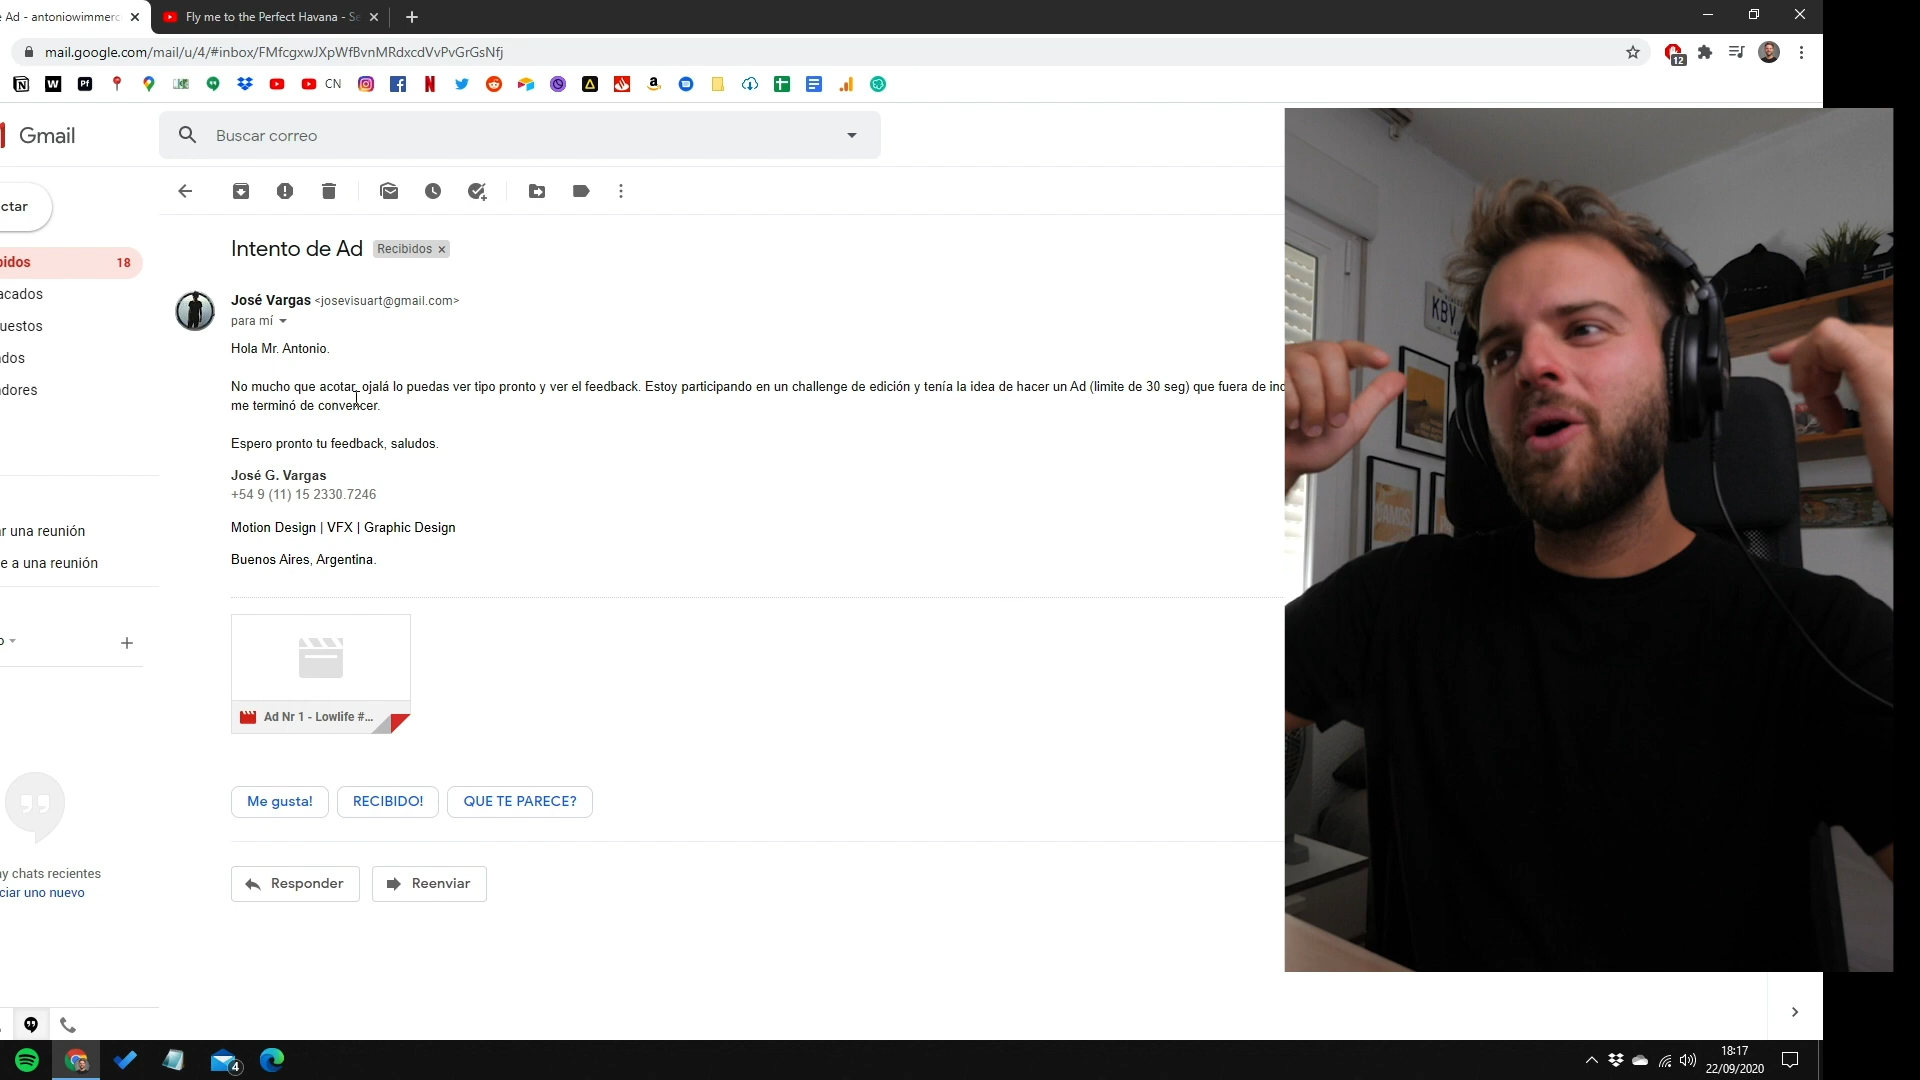 e Ad - antoniowimmerc
Fly me to the Perfect Havana - Se
mail.google.com/mail/u/4/#inbox/FMfcgxwJXpWfBvnMRdxcdVvPvGrGsNfj
12
CN
Gmail
Buscar correo
ctar
Intento de Ad
Recibidos
bidos 18
acados
José Vargas <josevisuart@gmail.com>
para mí
uestos
Hola Mr. Antonio.
dos
No mucho que acotar, ojalá lo puedas ver tipo pronto y ver el feedback. Estoy participando en un challenge de edición y tenía la idea de hacer un Ad (limite de 30 seg) que fuera de inc
me terminó de convencer.
dores
Espero pronto tu feedback, saludos.
José G. Vargas
+54 9 (11) 15 2330.7246
Motion Design | VFX | Graphic Design
Buenos Aires, Argentina.
ar una reunión
e a una reunión
o
Ad Nr 1 - Lowlife #...
Me gusta!
RECIBIDO!
QUE TE PARECE?
ay chats recientes
ciar uno nuevo
Responder
Reenviar
KBV
4
18:17
22/09/2020